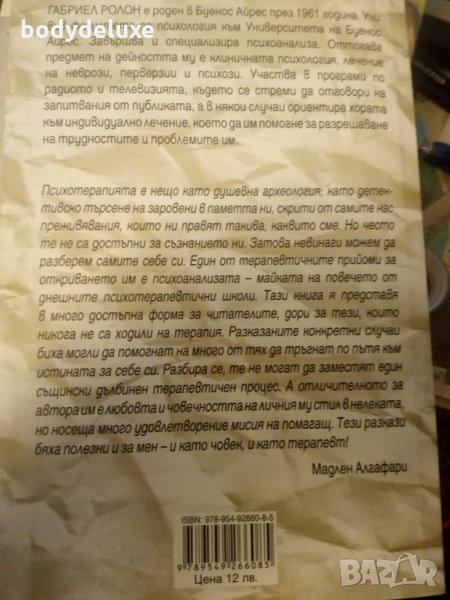 bodydeluxe
ГАБРИЕЛ РОЛОН е роден в Буенос Айрес през 1961 година. Учи
психология към Университета на Буенос
Айрес. Завършва и специализира психоанализа. Оттогава
предмет на дейността му е клиничната психология, лечение
на неврози, перверзии и психози. Участва в програми по
радиото и телевизията, където се стреми да отговори на
запитвания от публиката, а в някои случаи ориентира хората
към индивидуално лечение, което да им помогне за разрешаване
на трудностите и проблемите им.
Психотерапията е нещо като душевна археология, като детек-
тивско търсене на заровени в паметта ни, скрити от самите нас
преживявания, които ни правят такива, каквито сме. Но често
те не са достъпни за съзнанието ни. Затова невинаги можем да
разберем самите себе си. Един от терапевтичните прийоми за
откриването им е психоанализата – майката на повечето от
днешните психотерапевтични школи. Тази книга я представя
в много достъпна форма за читателите, дори за тези, които
никога не са ходили на терапия. Разказаните конкретни случаи
биха могли да помогнат на много от тях да тръгнат по пътя към
истината за себе си. Разбира се, те не могат да заместят един
същински дълбинен терапевтичен процес. А отличителното за
автора им е любовта и човечността на личния му стил в нелеката,
но носеща много удовлетворение мисия на помагащ. Тези разкази
бяха полезни и за мен – и като човек, и като терапевт!
Мадлен Алгафари
ISBN: 978-954-92660-8-5
9789549266085
Цена 12 лв.
BAZAR